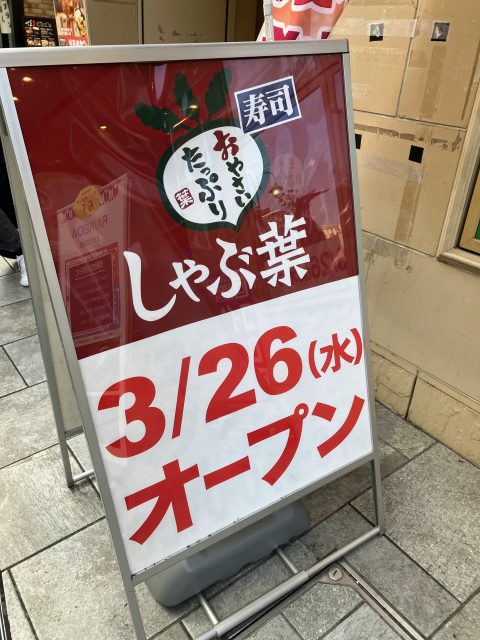 寿司
おやさい
たっぷり
葉
しゃぶ葉
3/26(水)
オープン
RAINBOW